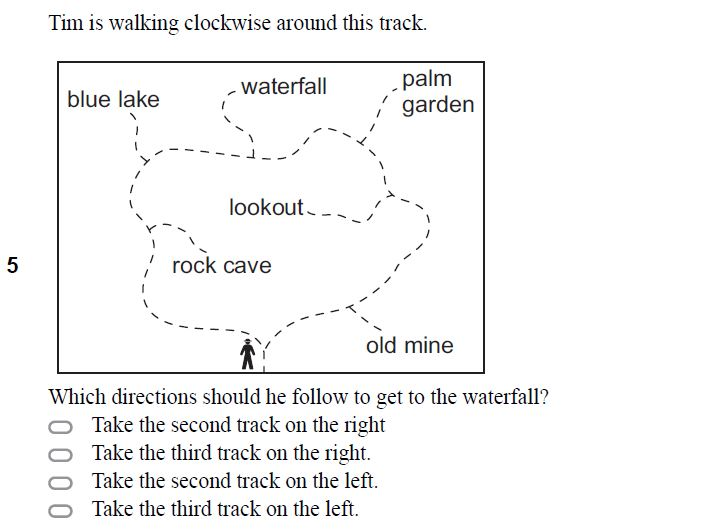 Tim is walking clockwise around this track.
waterfall
palm
garden
blue lake
lookout
5
rock cave
old mine
Which directions should he follow to get to the waterfall?
Take the second track on the right
Take the third track on the right.
Take the second track on the left.
Take the third track on the left.